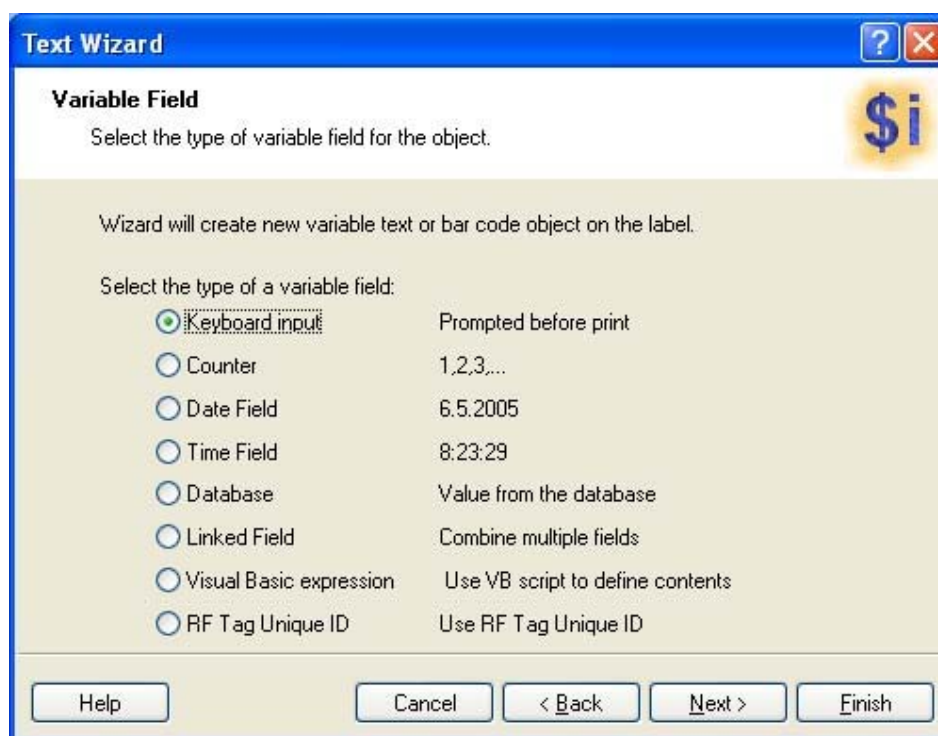 Text Wizard
Variable Field
Select the type of variable field for the object.
$i
Wizard will create new variable text or bar code object on the label.
Select the type of a variable field:
Keyboard input Prompted before print
Counter 1,2,3,...
Date Field 6.5.2005
Time Field 8:23:29
Database Value from the database
Linked Field Combine multiple fields
Visual Basic expression Use VB script to define contents
RF Tag Unique ID Use RF Tag Unique ID
Help Cancel < Back Next > Finish